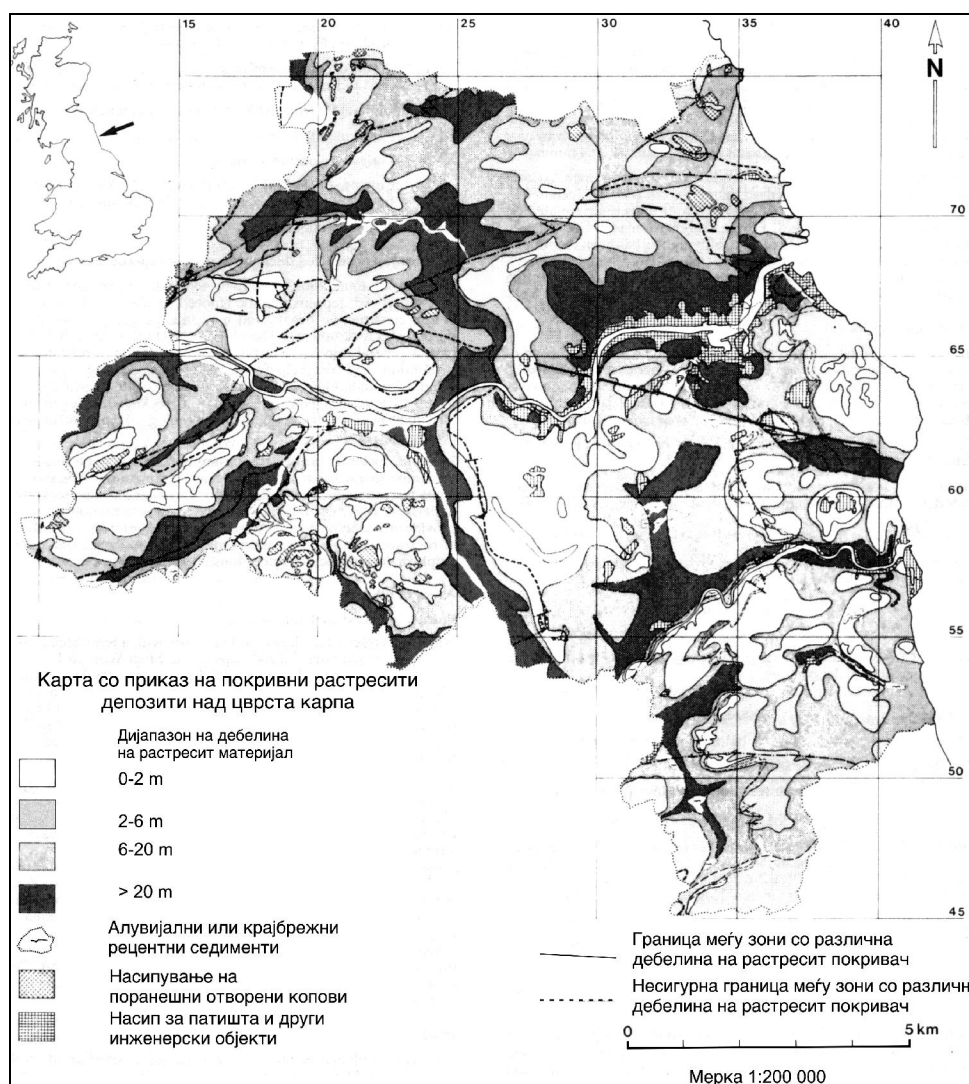 15
20
25
30
35
40
N
70
65
60
55
50
45
Карта со приказ на покривни растресити
депозити над цврста карпа
Дијапазон на дебелина
на растресит материјал
0-2 m
2-6 m
6-20 m
> 20 m
Алувијални или крајбрежни
рецентни седименти
Насипување на
поранешни отворени копови
Насип за патишта и други
инженерски објекти
Граница меѓу зони со различна
дебелина на растресит покривач
Несигурна граница меѓу зони со различн
дебелина на растресит покривач
0 5 km
Мерка 1:200 000